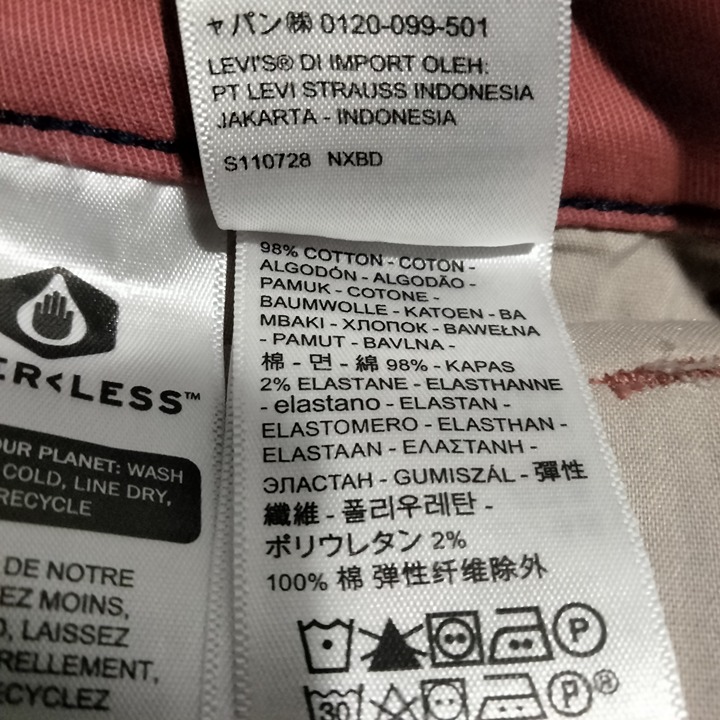 ャパン㈱ 0120-099-501
LEVI'S® DI IMPORT OLEH:
PT LEVI STRAUSS INDONESIA
JAKARTA - INDONESIA
S110728 NXBD
98% COTTON - COTON -
ALGODÓN - ALGODÃO -
PAMUK - COTONE -
BAUMWOLLE - KATOEN - ΒΑ
ΜΒΑΚΙ - ХЛОПОК - BAWEŁNA
- PAMUT - BAVLNA -
棉 - 면 - 綿 98% - KAPAS
2% ELASTANE - ELASTHANNE
- elastano - ELASTAN -
ELASTOMERO - ELASTHAN -
ELASTAAN - ΕΛΑΣΤΑΝΗ -
ЭЛАСТАН - GUMISZÁL - 彈性
纖維 - 폴리우레탄 -
ポリウレタン 2%
100% 棉 弹性纤维除外
P
30
P®
ER<LESS™
OUR PLANET: WASH
COLD, LINE DRY,
RECYCLE
DE NOTRE
EZ MOINS,
, LAISSEZ
RELLEMENT,
ECYCLEZ